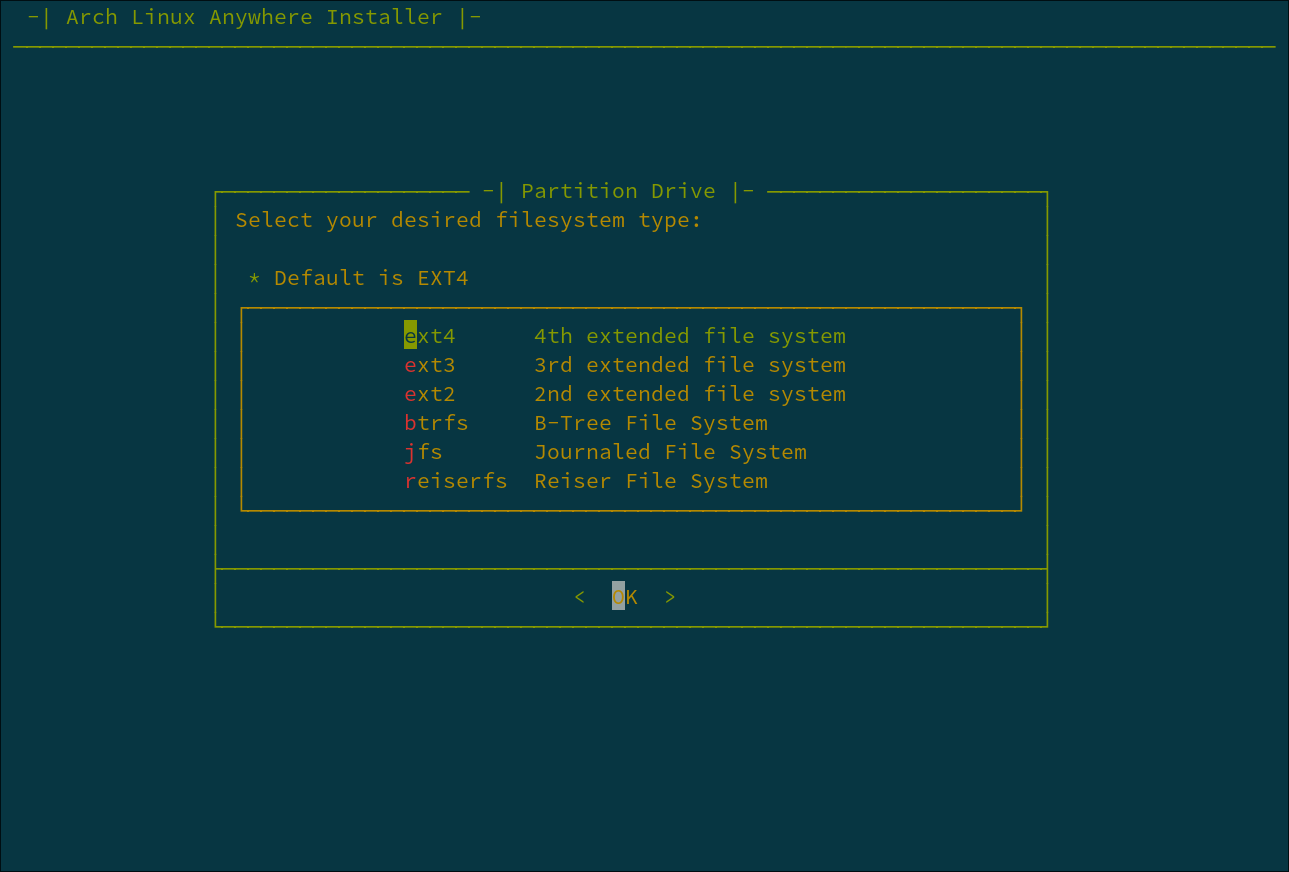 -| Arch Linux Anywhere Installer |-
-| Partition Drive |-
Select your desired filesystem type:
* Default is EXT4
ext4 4th extended file system
ext3 3rd extended file system
ext2 2nd extended file system
btrfs B-Tree File System
jfs Journaled File System
reiserfs Reiser File System
< OK >